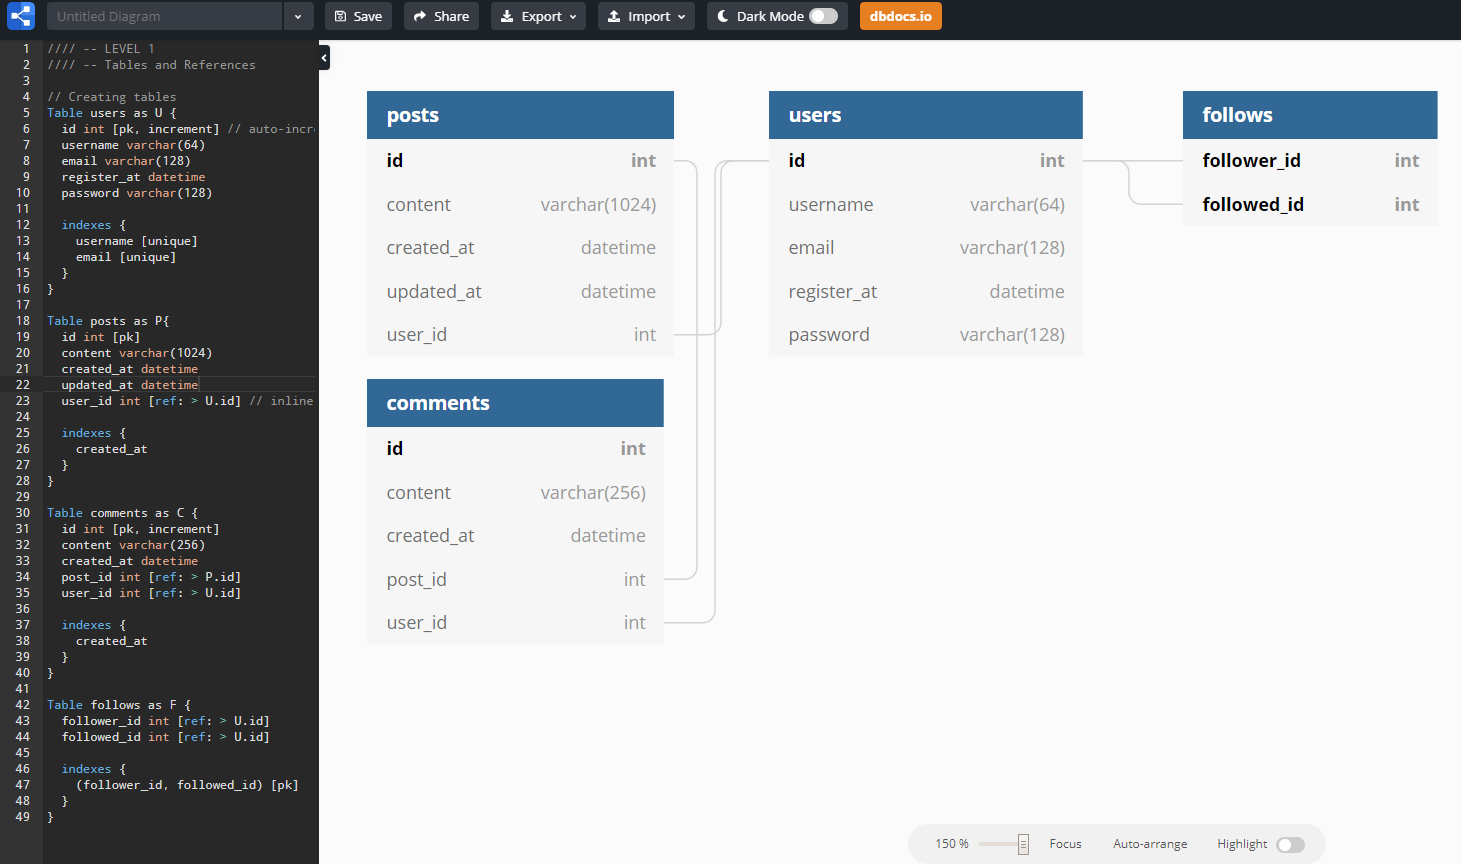 Untitled Diagram
Save
Share
Export
Import
Dark Mode
dbdocs.io
1 //// -- LEVEL 1
2 //// -- Tables and References
3
4 // Creating tables
5 Table users as U {
6 id int [pk, increment] // auto-incr
7 username varchar(64)
8 email varchar(128)
9 register_at datetime
10 password varchar(128)
11
12 indexes {
13 username [unique]
14 email [unique]
15 }
16 }
17
18 Table posts as P{
19 id int [pk]
20 content varchar(1024)
21 created_at datetime
22 updated_at datetime
23 user_id int [ref: > U.id] // inline
24
25 indexes {
26 created_at
27 }
28 }
29
30 Table comments as C {
31 id int [pk, increment]
32 content varchar(256)
33 created_at datetime
34 post_id int [ref: > P.id]
35 user_id int [ref: > U.id]
36
37 indexes {
38 created_at
39 }
40 }
41
42 Table follows as F {
43 follower_id int [ref: > U.id]
44 followed_id int [ref: > U.id]
45
46 indexes {
47 (follower_id, followed_id) [pk]
48 }
49 }
posts
id int
content varchar(1024)
created_at datetime
updated_at datetime
user_id int
users
id int
username varchar(64)
email varchar(128)
register_at datetime
password varchar(128)
follows
follower_id int
followed_id int
comments
id int
content varchar(256)
created_at datetime
post_id int
user_id int
150 %
Focus
Auto-arrange
Highlight